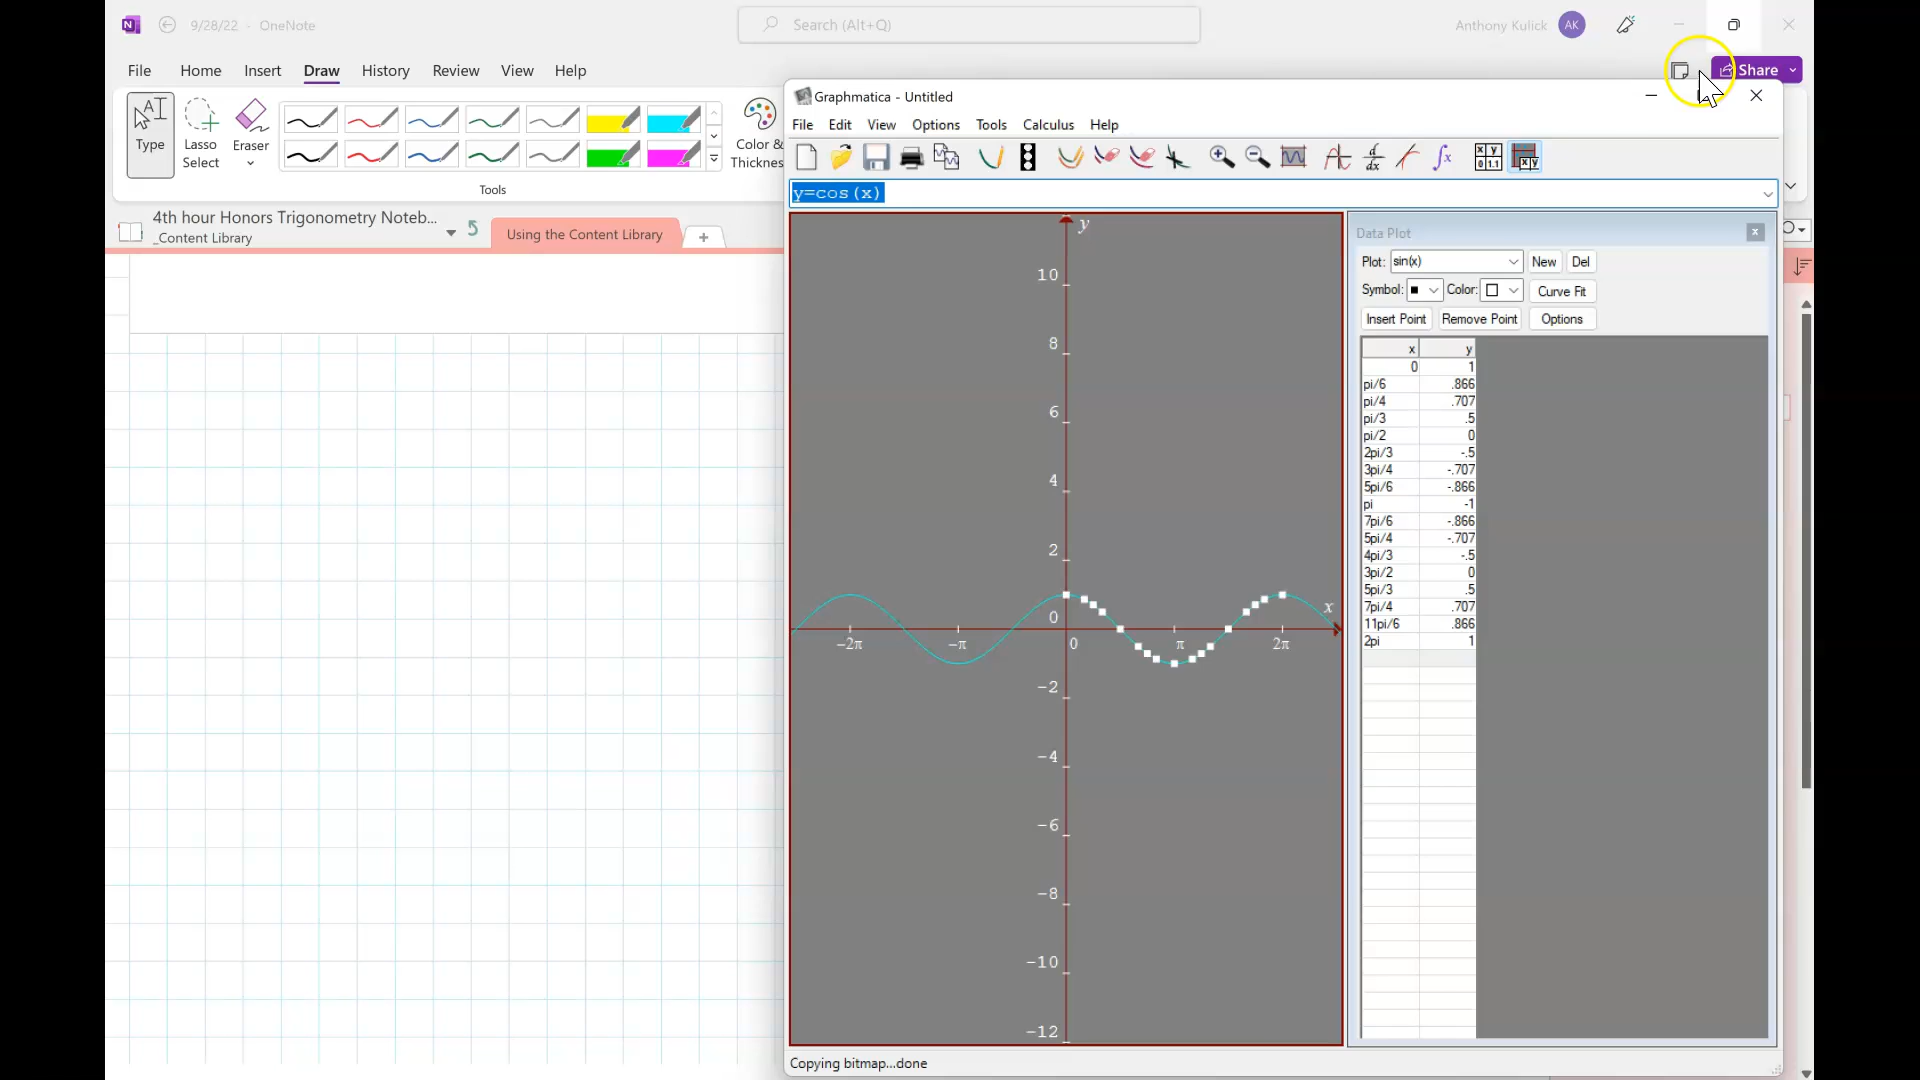 9/28/22 - OneNote
Search (Alt+Q)
Anthony Kulick AK
File Home Insert Draw History Review View Help
Share
Type
Lasso Select
Eraser
Color & Thicknes
Tools
4th hour Honors Trigonometry Noteb...
_Content Library
Using the Content Library
Graphmatica - Untitled
File Edit View Options Tools Calculus Help
y=cos(x)
y
10
8
6
4
2
0
x
-2π -π 0 π 2π
-2
-4
-6
-8
-10
-12
Data Plot
Plot: sin(x) New Del
Symbol: Color: Curve Fit
Insert Point Remove Point Options
x y
0 1
pi/6 .866
pi/4 .707
pi/3 .5
pi/2 0
2pi/3 -.5
3pi/4 -.707
5pi/6 -.866
pi -1
7pi/6 -.866
5pi/4 -.707
4pi/3 -.5
3pi/2 0
5pi/3 .5
7pi/4 .707
11pi/6 .866
2pi 1
Copying bitmap...done